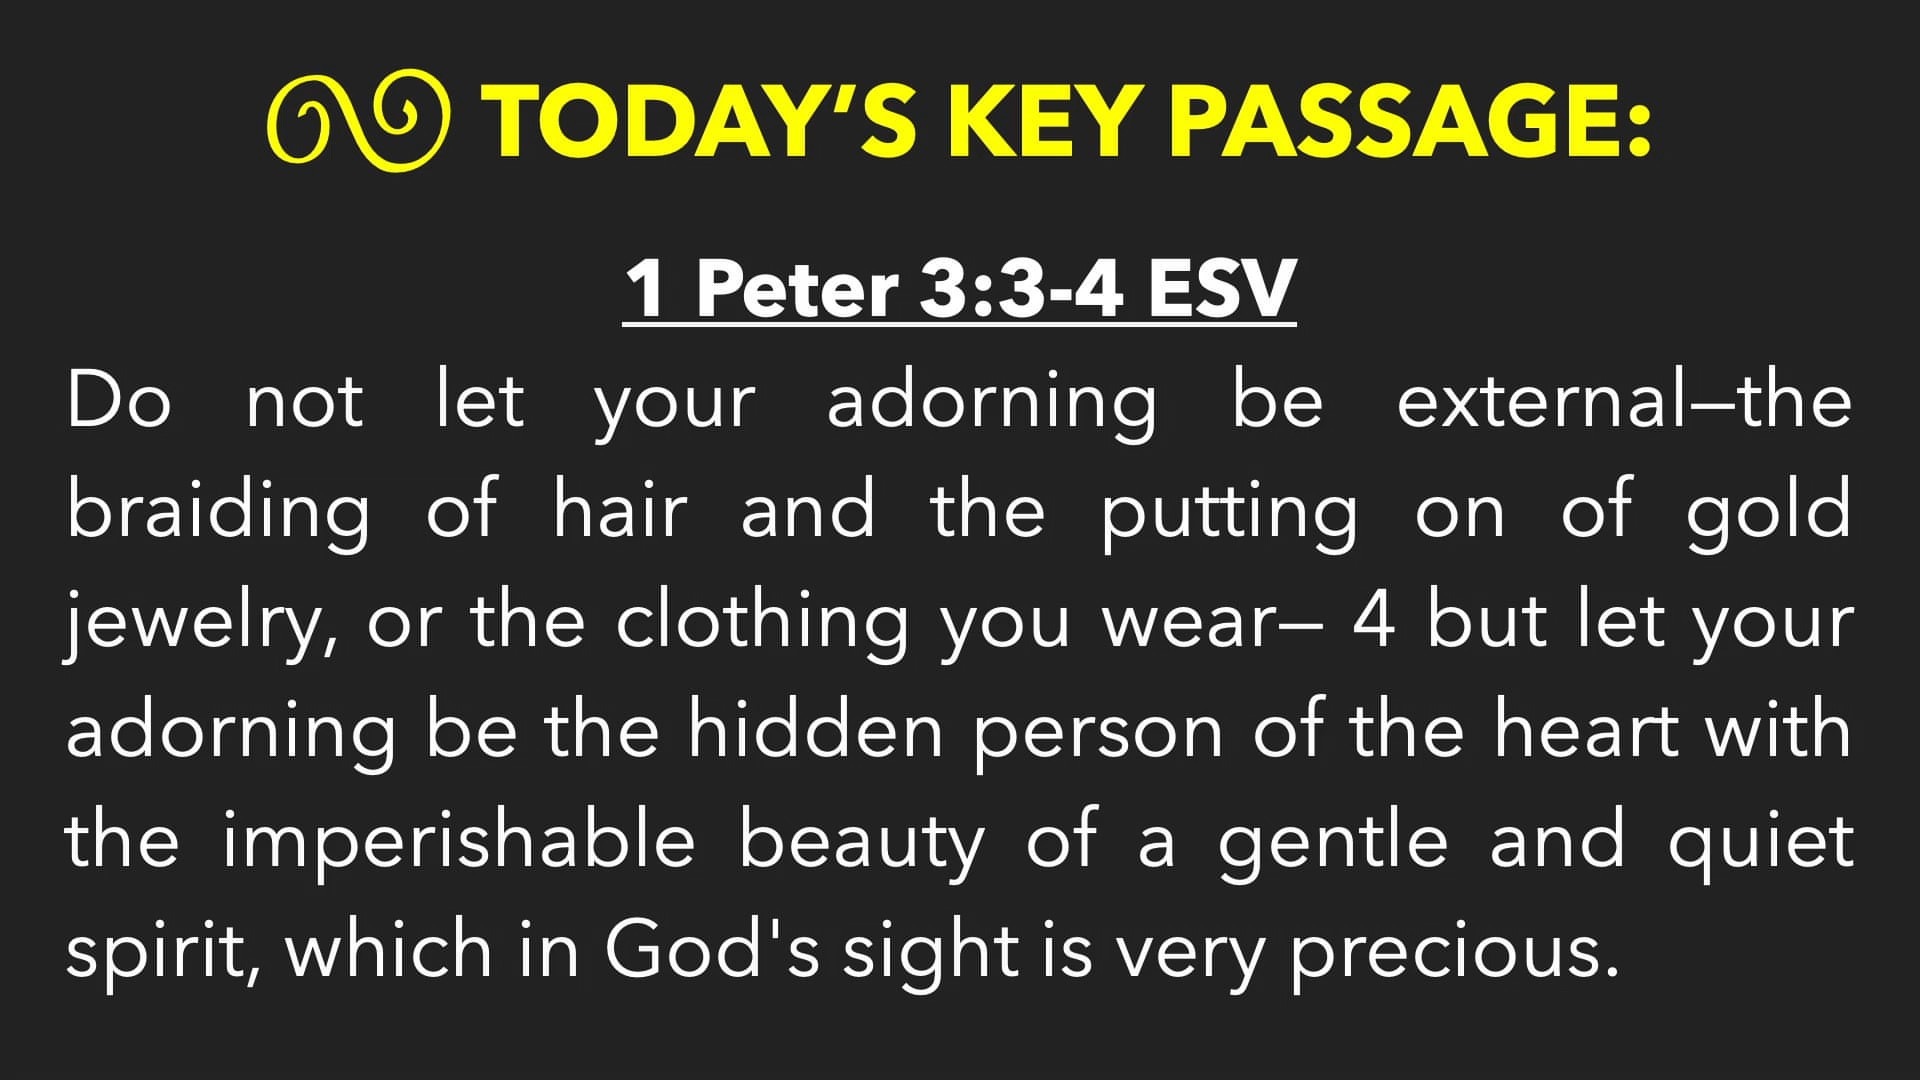 TODAY’S KEY PASSAGE:
1 Peter 3:3-4 ESV
Do not let your adorning be external—the
braiding of hair and the putting on of gold
jewelry, or the clothing you wear— 4 but let your
adorning be the hidden person of the heart with
the imperishable beauty of a gentle and quiet
spirit, which in God's sight is very precious.